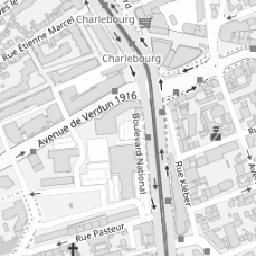 Charlebourg
Rue Étienne Marcel
Charlebourg
Avenue de Verdun 1916
Boulevard National
Rue Kléber
Rue Pasteur